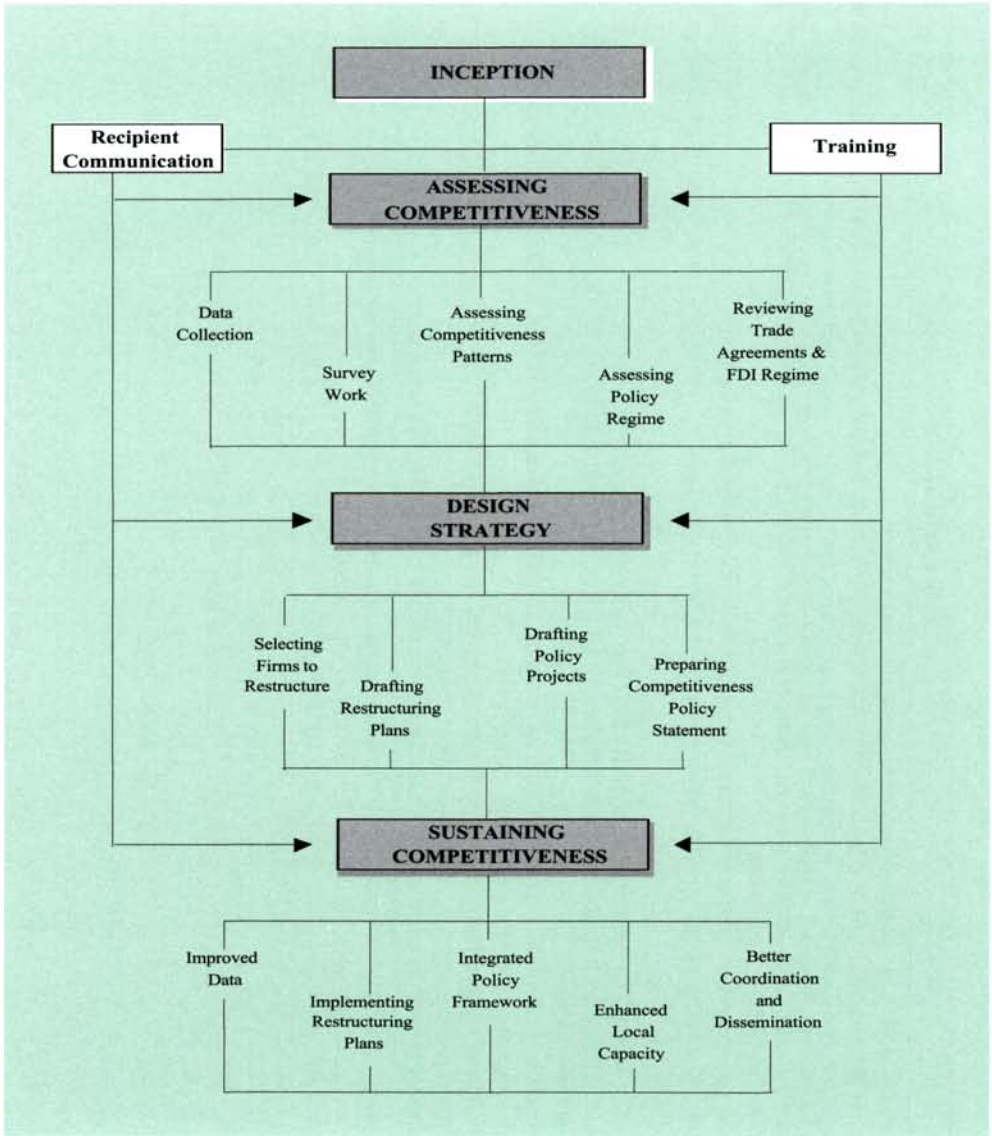 INCEPTION
Recipient
Communication
Training
ASSESSING
COMPETITIVENESS
Data
Collection
Survey
Work
Assessing
Competitiveness
Patterns
Assessing
Policy
Regime
Reviewing
Trade
Agreements &
FDI Regime
DESIGN
STRATEGY
Selecting
Firms to
Restructure
Drafting
Restructuring
Plans
Drafting
Policy
Projects
Preparing
Competitiveness
Policy
Statement
SUSTAINING
COMPETITIVENESS
Improved
Data
Implementing
Restructuring
Plans
Integrated
Policy
Framework
Enhanced
Local
Capacity
Better
Coordination
and
Dissemination